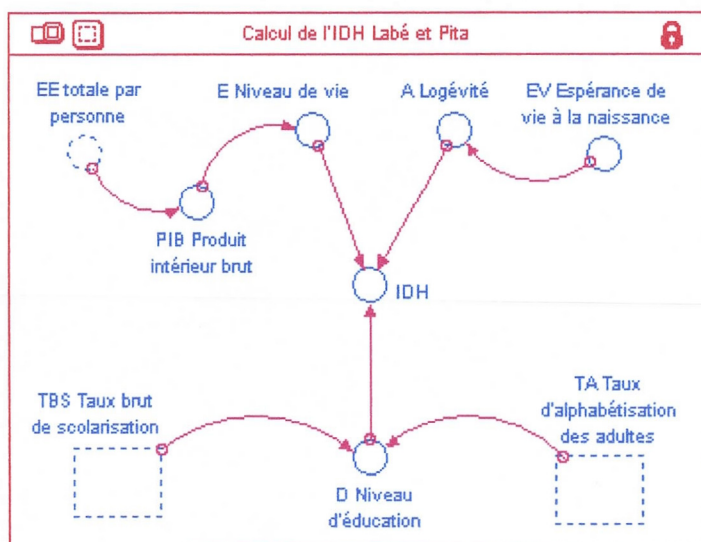 Calcul de l'IDH Labé et Pita
EE totale par
personne
E Niveau de vie
A Logévité
EV Espérance de
vie à la naissance
PIB Produit
intérieur brut
IDH
TBS Taux brut
de scolarisation
TA Taux
d'alphabétisation
des adultes
D Niveau
d'éducation